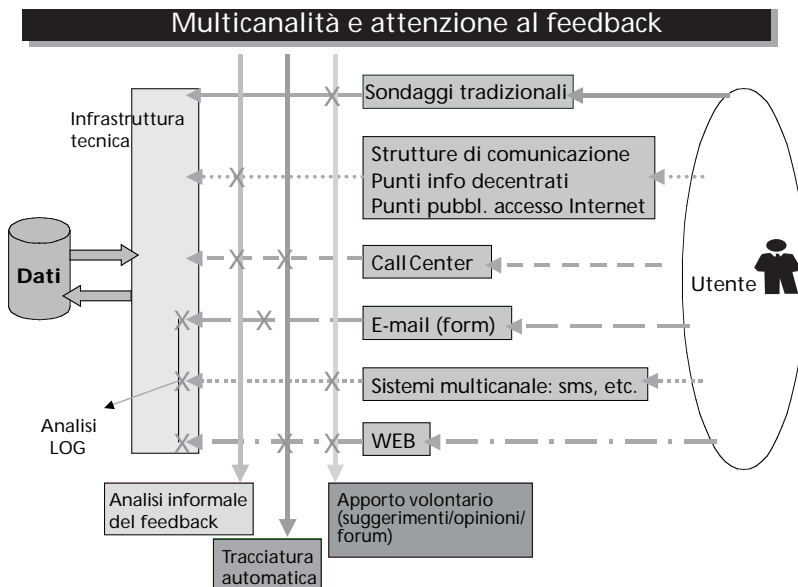 Multicanalità e attenzione al feedback
Sondaggi tradizionali
Infrastruttura
tecnica
Strutture di comunicazione
Punti info decentrati
Punti pubbl. accesso Internet
Dati
Call Center
Utente
E-mail (form)
Sistemi multicanale: sms, etc.
Analisi
LOG
WEB
Analisi informale
del feedback
Apporto volontario
(suggerimenti/opinioni/
forum)
Tracciatura
automatica